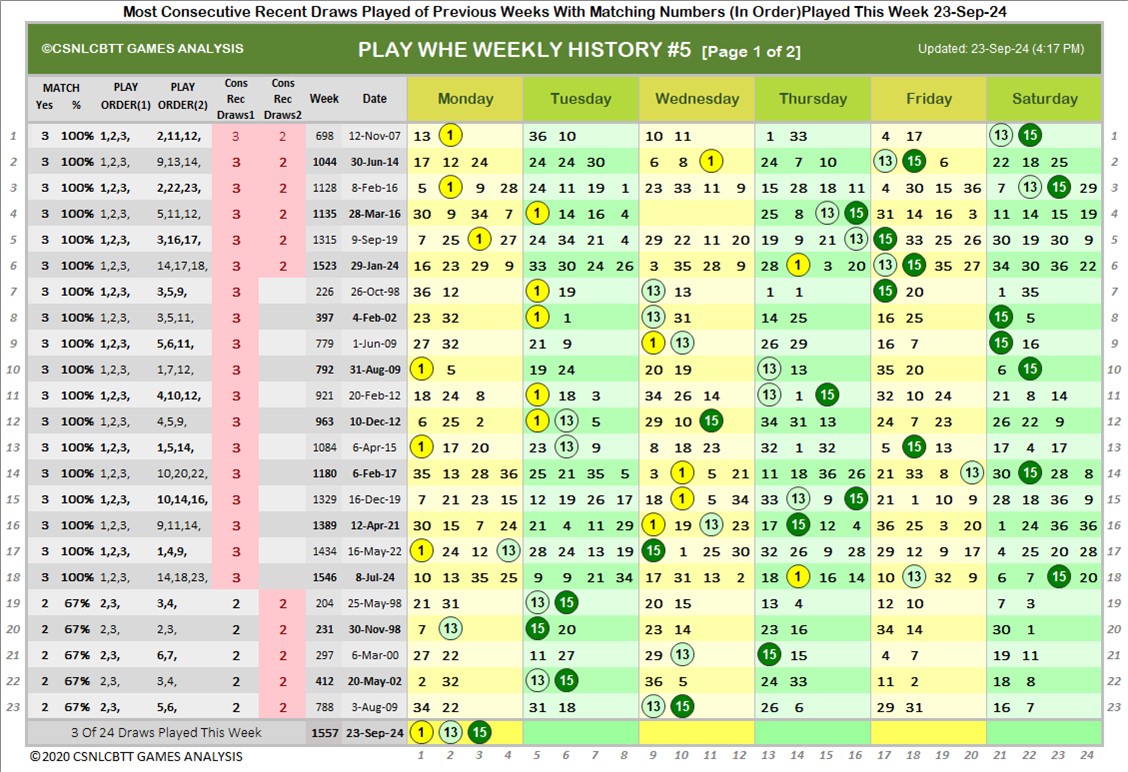 Most Consecutive Recent Draws Played of Previous Weeks With Matching Numbers (In Order)Played This Week 23-Sep-24
©CSNLCBTT GAMES ANALYSIS PLAY WHE WEEKLY HISTORY #5 [Page 1 of 2] Updated: 23-Sep-24 (4:17 PM)
MATCH Yes % PLAY ORDER(1) PLAY ORDER(2) Cons Rec Draws1 Cons Rec Draws2 Week Date Monday Tuesday Wednesday Thursday Friday Saturday
1 3 100% 1,2,3, 2,11,12, 3 2 698 12-Nov-07 13 1 36 10 10 11 1 33 4 17 13 15 1
2 3 100% 1,2,3, 9,13,14, 3 2 1044 30-Jun-14 17 12 24 24 24 30 6 8 1 24 7 10 13 15 6 22 18 25 2
3 3 100% 1,2,3, 2,22,23, 3 2 1128 8-Feb-16 5 1 9 28 24 11 19 1 23 33 11 9 15 28 18 11 4 30 15 36 7 13 15 29 3
4 3 100% 1,2,3, 5,11,12, 3 2 1135 28-Mar-16 30 9 34 7 1 14 16 4 25 8 13 15 31 14 16 3 11 14 15 19 4
5 3 100% 1,2,3, 3,16,17, 3 2 1315 9-Sep-19 7 25 1 27 24 34 21 4 29 22 11 20 19 9 21 13 15 33 25 26 30 19 30 9 5
6 3 100% 1,2,3, 14,17,18, 3 2 1523 29-Jan-24 16 23 29 9 33 30 24 26 3 35 28 9 28 1 3 20 13 15 35 27 34 30 36 22 6
7 3 100% 1,2,3, 3,5,9, 3 226 26-Oct-98 36 12 1 19 13 13 1 1 15 20 1 35 7
8 3 100% 1,2,3, 3,5,11, 3 397 4-Feb-02 23 32 1 1 13 31 14 25 16 25 15 5 8
9 3 100% 1,2,3, 5,6,11, 3 779 1-Jun-09 27 32 21 9 1 13 26 29 16 7 15 16 9
10 3 100% 1,2,3, 1,7,12, 3 792 31-Aug-09 1 5 19 24 20 19 13 13 35 20 6 15 10
11 3 100% 1,2,3, 4,10,12, 3 921 20-Feb-12 18 24 8 1 18 3 34 26 14 13 1 15 32 10 24 21 8 14 11
12 3 100% 1,2,3, 4,5,9, 3 963 10-Dec-12 6 25 2 1 13 5 29 10 15 34 31 13 24 7 23 26 22 9 12
13 3 100% 1,2,3, 1,5,14, 3 1084 6-Apr-15 1 17 20 23 13 9 8 18 23 32 1 32 5 15 13 17 4 17 13
14 3 100% 1,2,3, 10,20,22, 3 1180 6-Feb-17 35 13 28 36 25 21 35 5 3 1 5 21 11 18 36 26 21 33 8 13 30 15 28 8 14
15 3 100% 1,2,3, 10,14,16, 3 1329 16-Dec-19 7 21 23 15 12 19 26 17 18 1 5 34 33 13 9 15 21 1 10 9 28 18 36 9 15
16 3 100% 1,2,3, 9,11,14, 3 1389 12-Apr-21 30 15 7 24 21 4 11 29 1 19 13 23 17 15 12 4 36 25 3 20 1 24 36 36 16
17 3 100% 1,2,3, 1,4,9, 3 1434 16-May-22 1 24 12 13 28 24 13 19 15 1 25 30 32 26 9 28 29 12 9 17 4 25 20 28 17
18 3 100% 1,2,3, 14,18,23, 3 1546 8-Jul-24 10 13 35 25 9 9 21 34 17 31 13 2 18 1 16 14 10 13 32 9 6 7 15 20 18
19 2 67% 2,3, 3,4, 2 2 204 25-May-98 21 31 13 15 20 15 13 4 12 10 7 3 19
20 2 67% 2,3, 2,3, 2 2 231 30-Nov-98 7 13 15 20 23 14 23 16 34 14 30 1 20
21 2 67% 2,3, 6,7, 2 2 297 6-Mar-00 27 22 11 27 29 13 15 15 4 7 19 11 21
22 2 67% 2,3, 3,4, 2 2 412 20-May-02 2 32 13 15 36 5 24 33 11 2 18 8 22
23 2 67% 2,3, 5,6, 2 2 788 3-Aug-09 34 22 31 18 13 15 26 6 29 31 16 7 23
3 Of 24 Draws Played This Week 1557 23-Sep-24 1 13 15
©2020 CSNLCBTT GAMES ANALYSIS 1 2 3 4 5 6 7 8 9 10 11 12 13 14 15 16 17 18 19 20 21 22 23 24